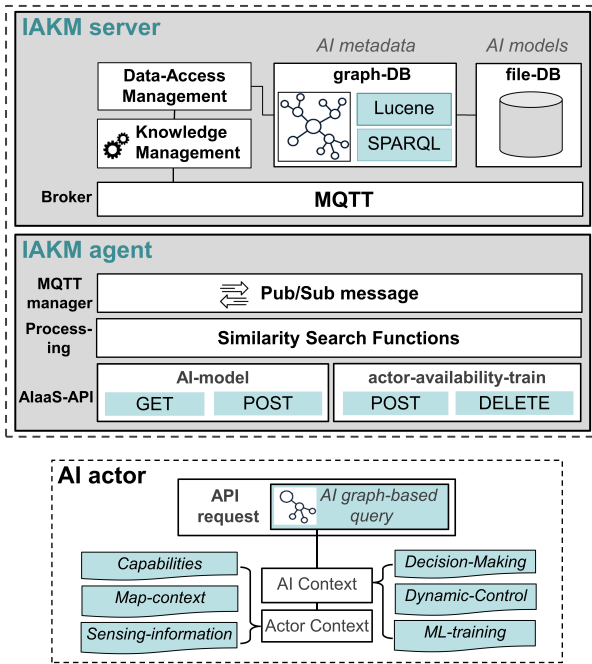 IAKM server
AI metadata
AI models
Data-Access
Management
graph-DB
file-DB
Lucene
SPARQL
Knowledge
Management
Broker
MQTT
IAKM agent
MQTT
manager
Pub/Sub message
Process-
ing
Similarity Search Functions
AIaaS-API
AI-model
GET
POST
actor-availability-train
POST
DELETE
AI actor
API
request
AI graph-based
query
Capabilities
Map-context
Sensing-information
AI Context
Actor Context
Decision-Making
Dynamic-Control
ML-training